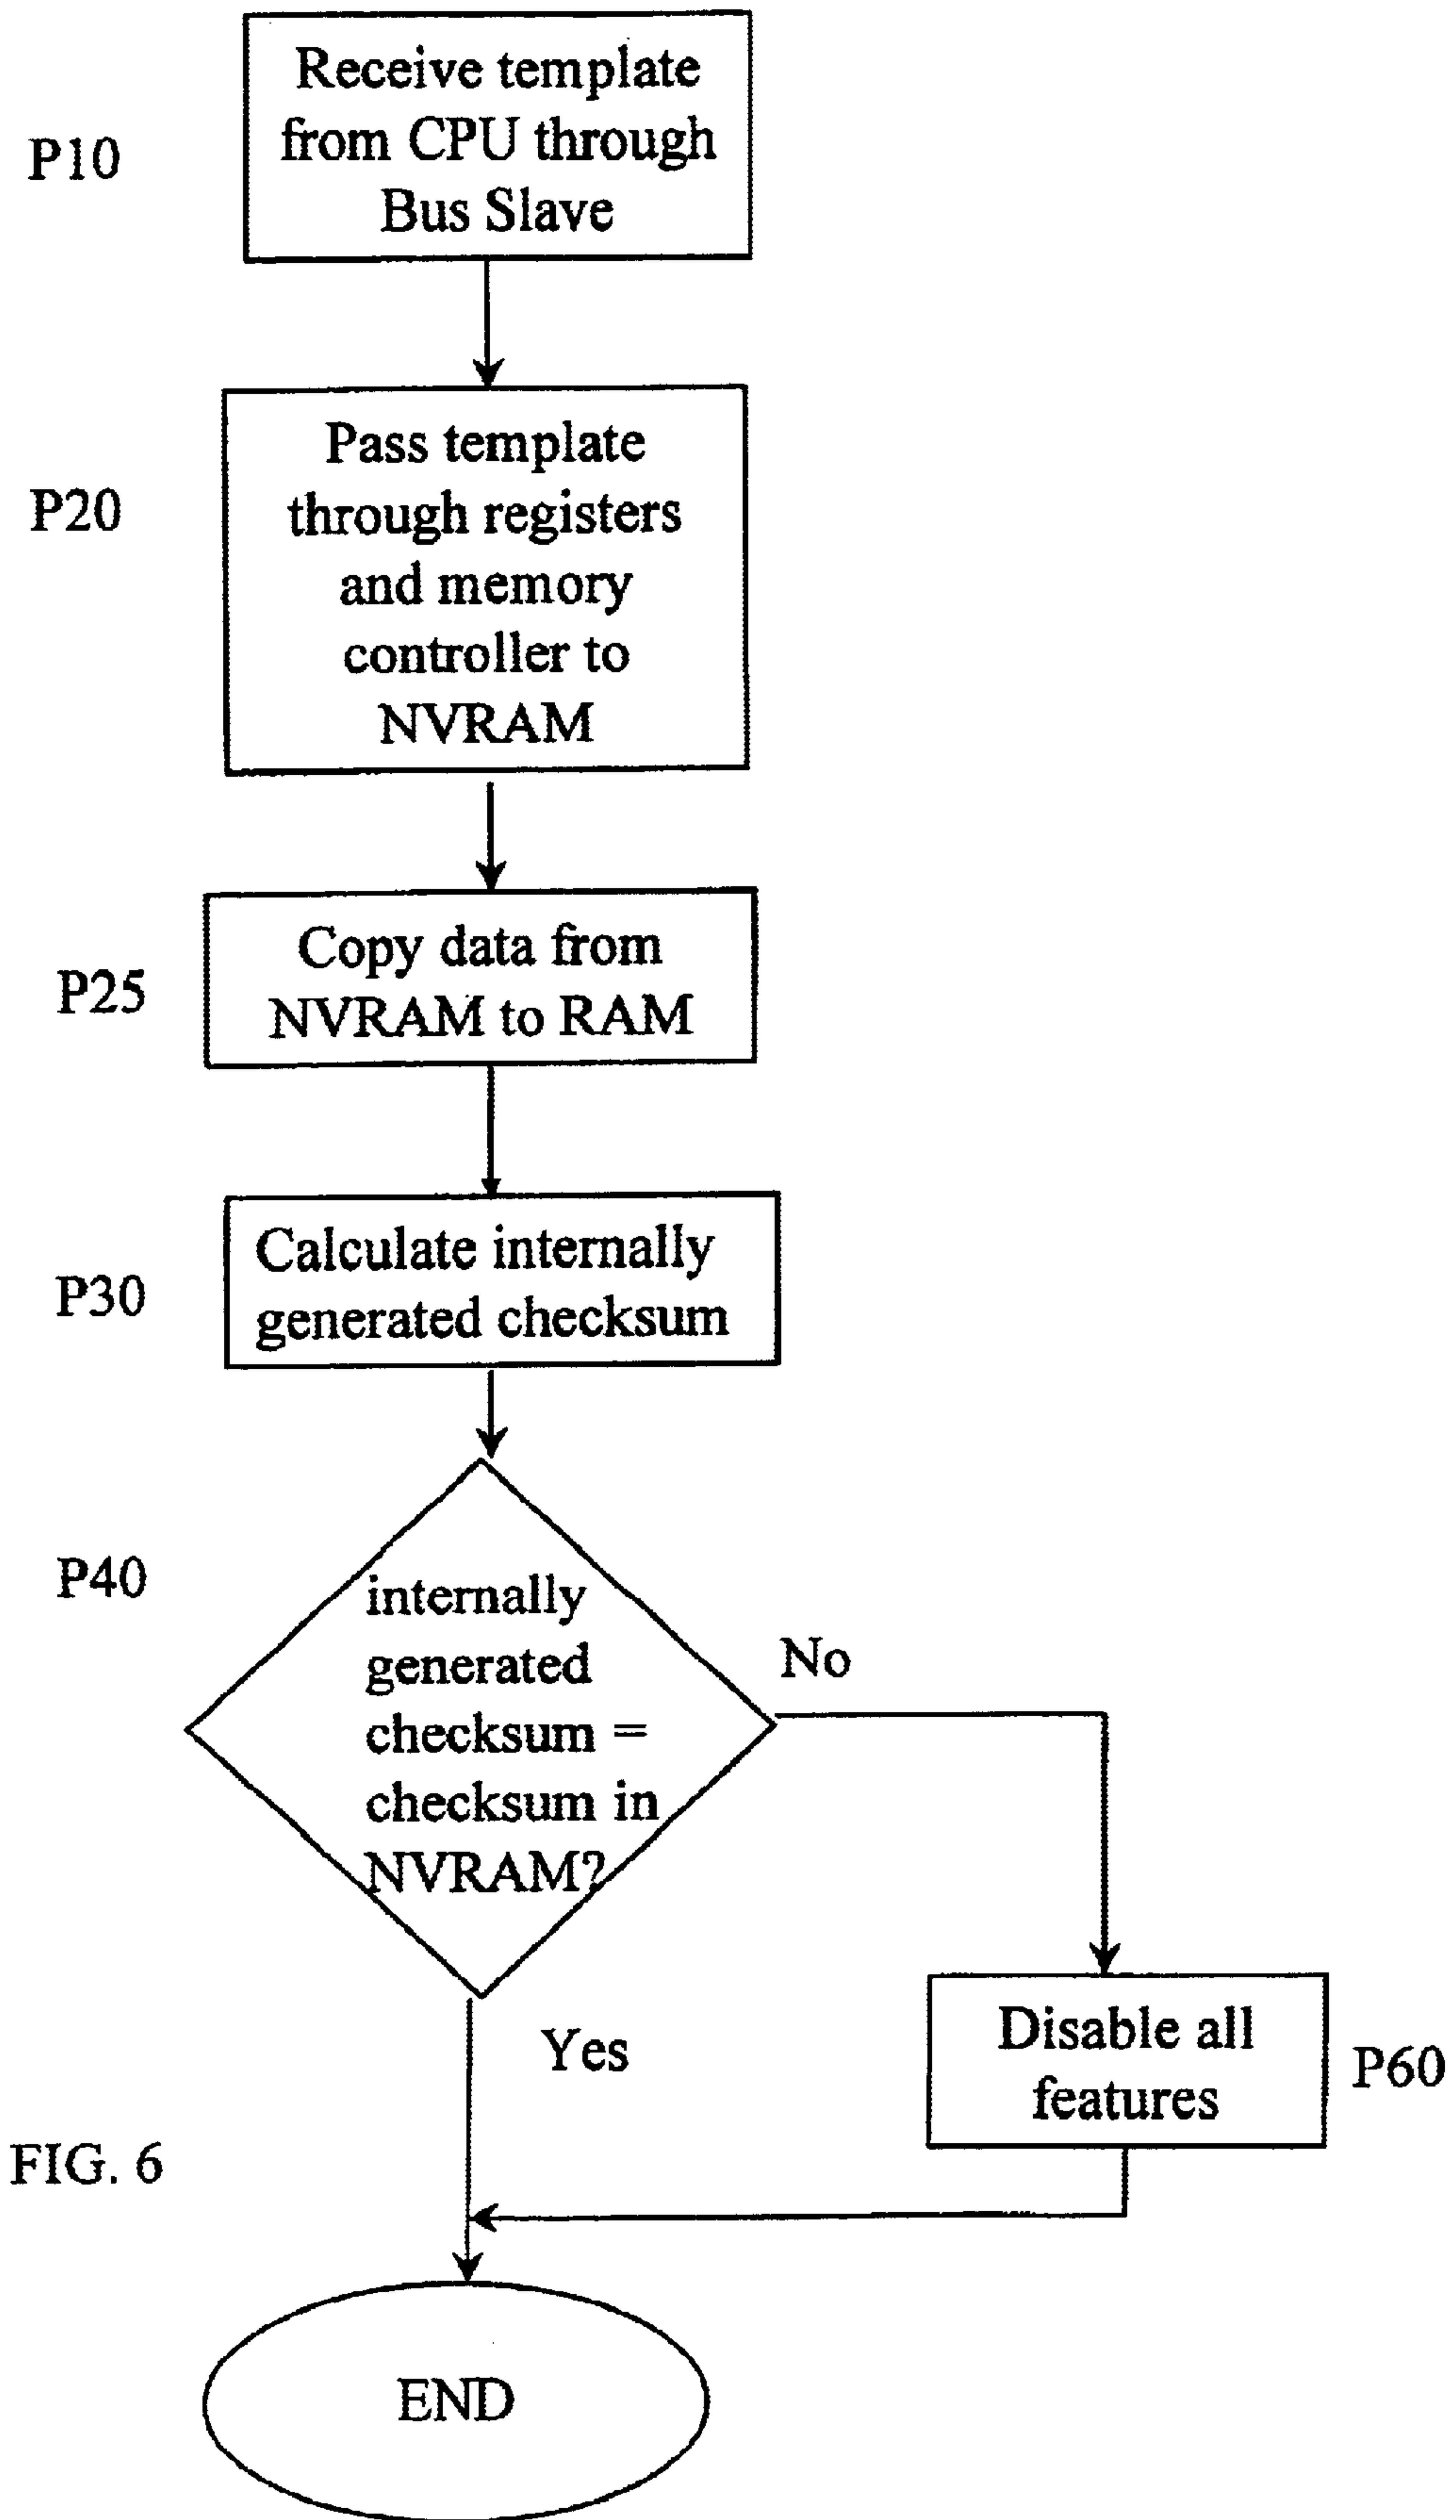 Receive template
from CPU through
Bus Slave
P10
Pass template
through registers
and memory
controller to
NVRAM
P20
Copy data from
NVRAM to RAM
P25
Calculate internally
generated checksum
P30
P40
internally
generated
checksum =
checksum in
NVRAM?
No
Yes
Disable all
features
P60
FIG. 6
END